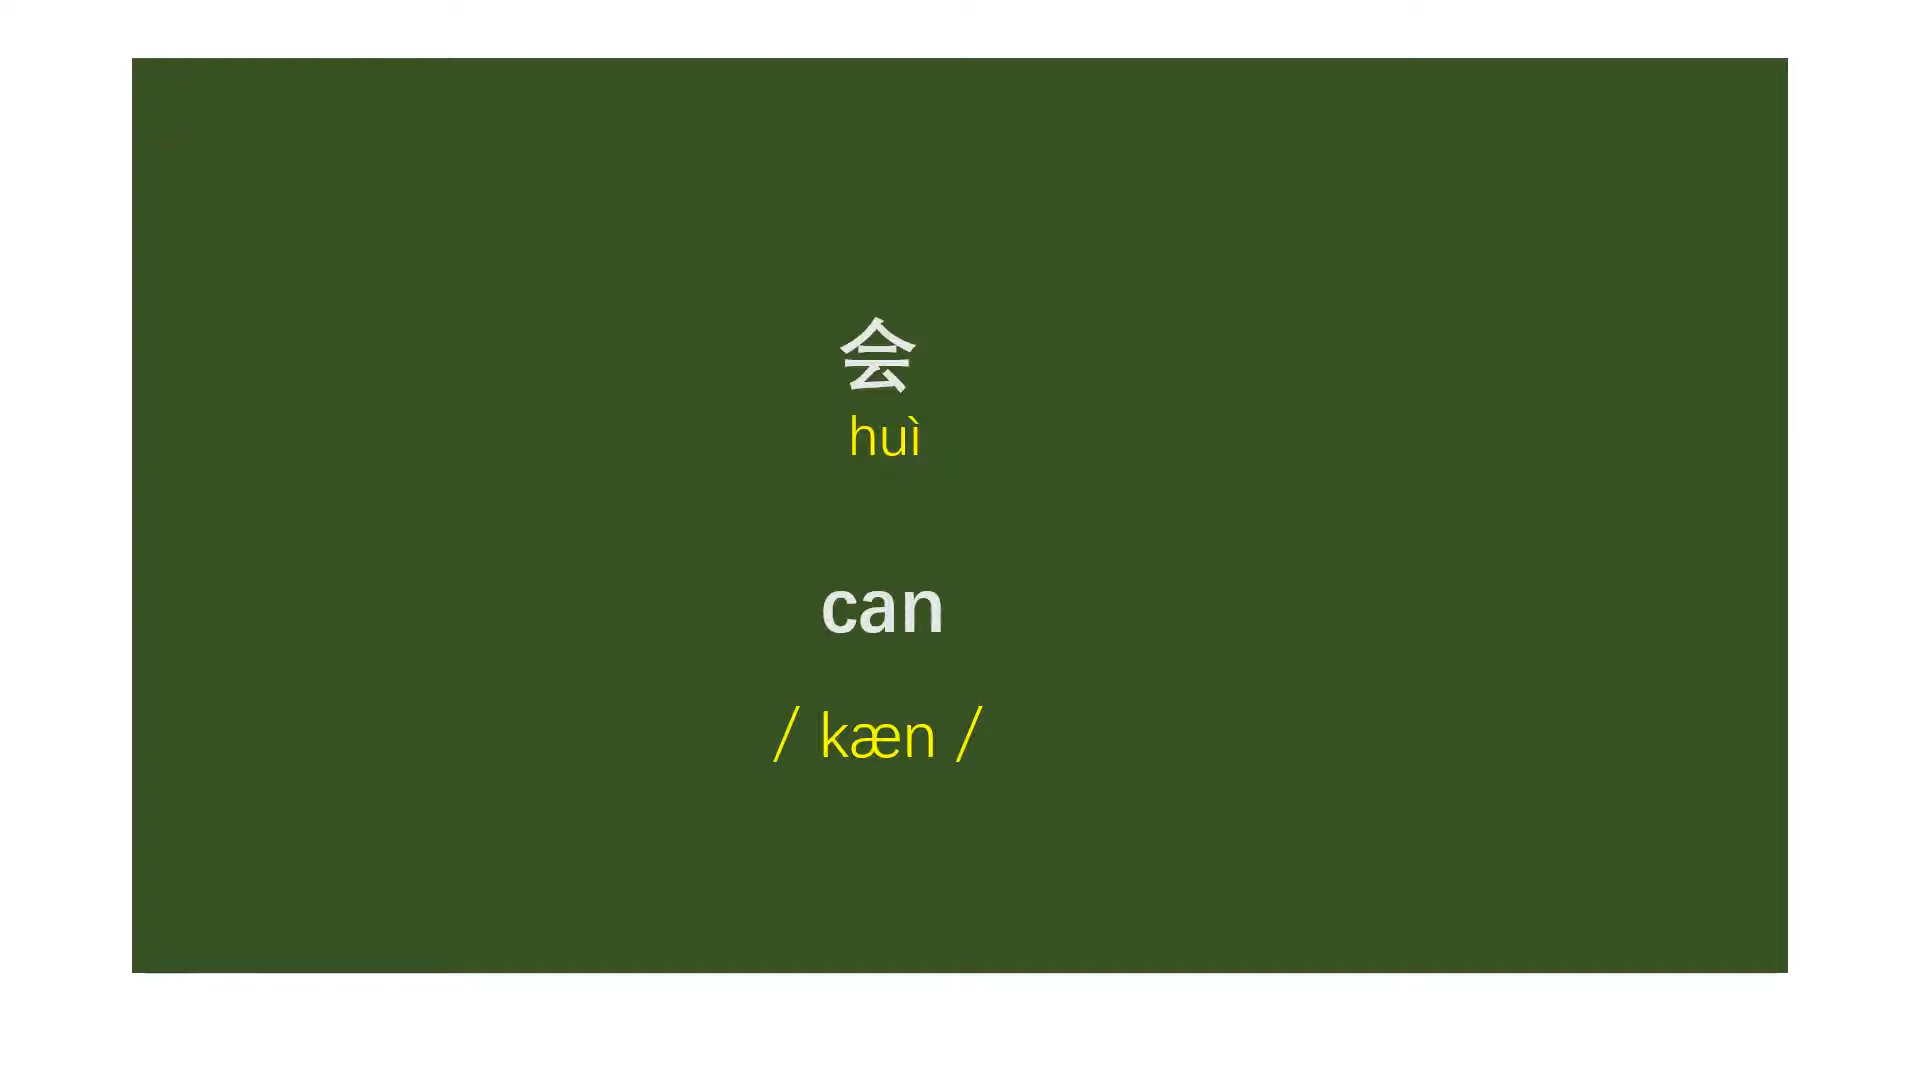 会
huì
can
/ kæn /